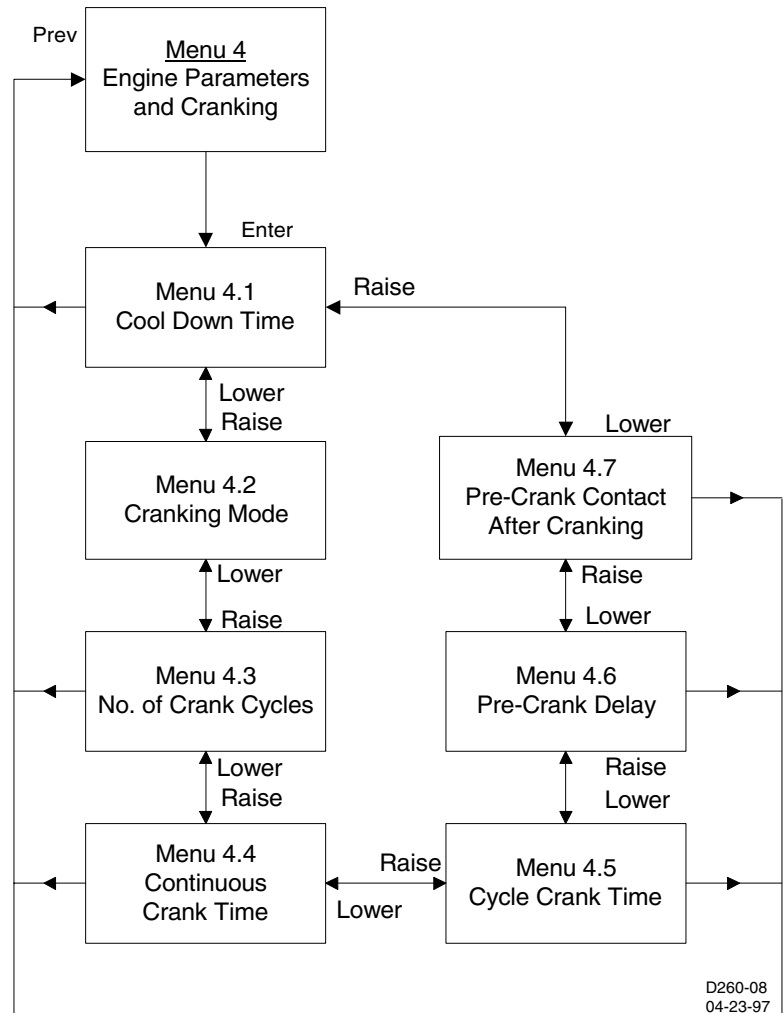 Prev
Menu 4
Engine Parameters
and Cranking
Enter
Menu 4.1
Cool Down Time
Raise
Lower
Raise
Lower
Menu 4.2
Cranking Mode
Menu 4.7
Pre-Crank Contact
After Cranking
Lower
Raise
Raise
Lower
Menu 4.3
No. of Crank Cycles
Menu 4.6
Pre-Crank Delay
Lower
Raise
Raise
Lower
Menu 4.4
Continuous
Crank Time
Raise
Lower
Menu 4.5
Cycle Crank Time
D260-08
04-23-97